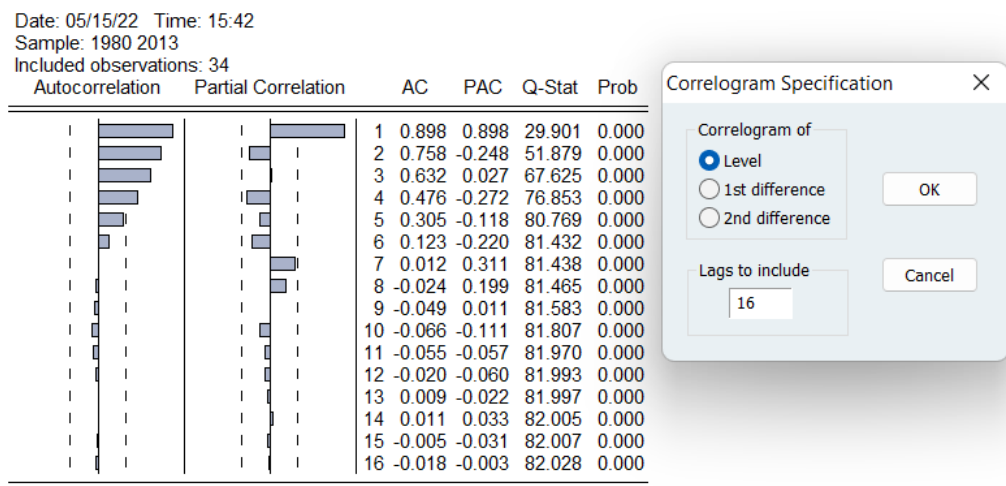 Date: 05/15/22 Time: 15:42
Sample: 1980 2013
Included observations: 34
Autocorrelation Partial Correlation AC PAC Q-Stat Prob
1 0.898 0.898 29.901 0.000
2 0.758 -0.248 51.879 0.000
3 0.632 0.027 67.625 0.000
4 0.476 -0.272 76.853 0.000
5 0.305 -0.118 80.769 0.000
6 0.123 -0.220 81.432 0.000
7 0.012 0.311 81.438 0.000
8 -0.024 0.199 81.465 0.000
9 -0.049 0.011 81.583 0.000
10 -0.066 -0.111 81.807 0.000
11 -0.055 -0.057 81.970 0.000
12 -0.020 -0.060 81.993 0.000
13 0.009 -0.022 81.997 0.000
14 0.011 0.033 82.005 0.000
15 -0.005 -0.031 82.007 0.000
16 -0.018 -0.003 82.028 0.000
Correlogram Specification
Correlogram of
Level
1st difference
2nd difference
OK
Lags to include
16
Cancel